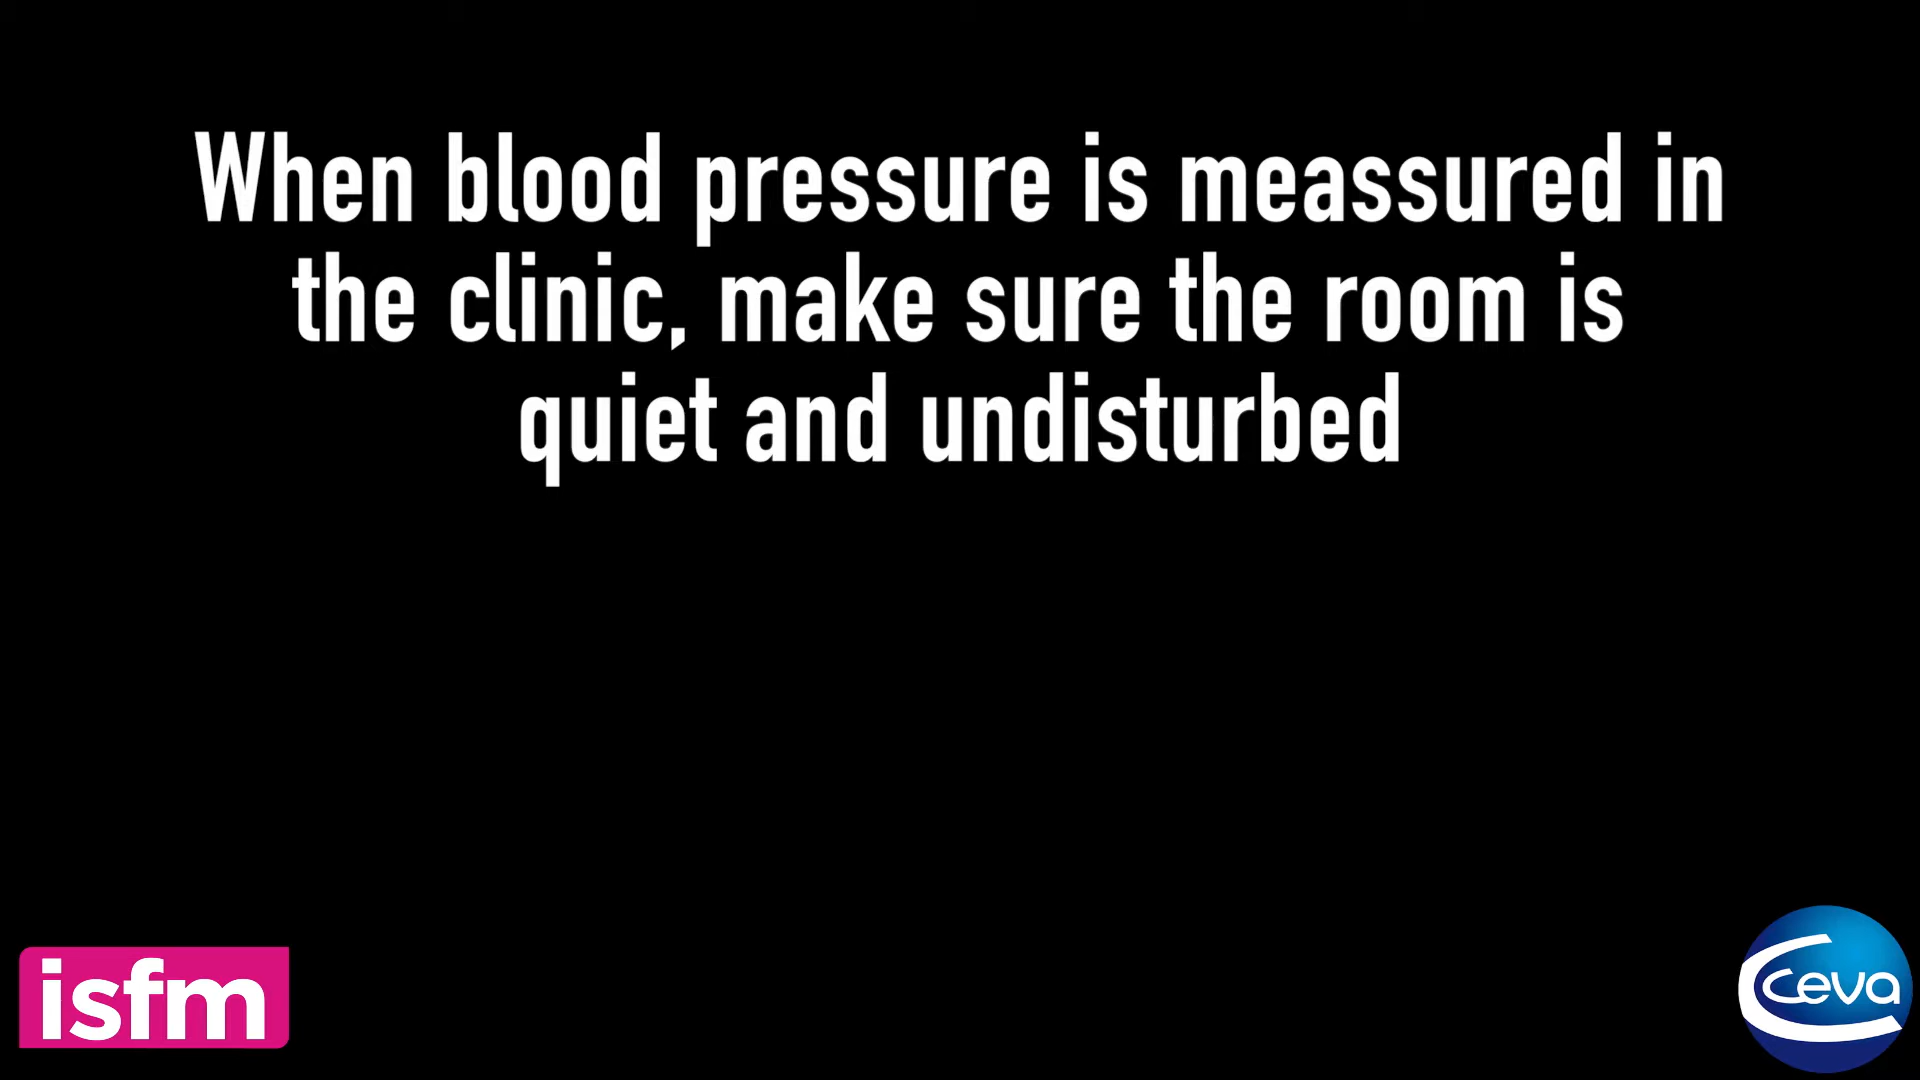 When blood pressure is meassured in
the clinic, make sure the room is
quiet and undisturbed
isfm
ceva